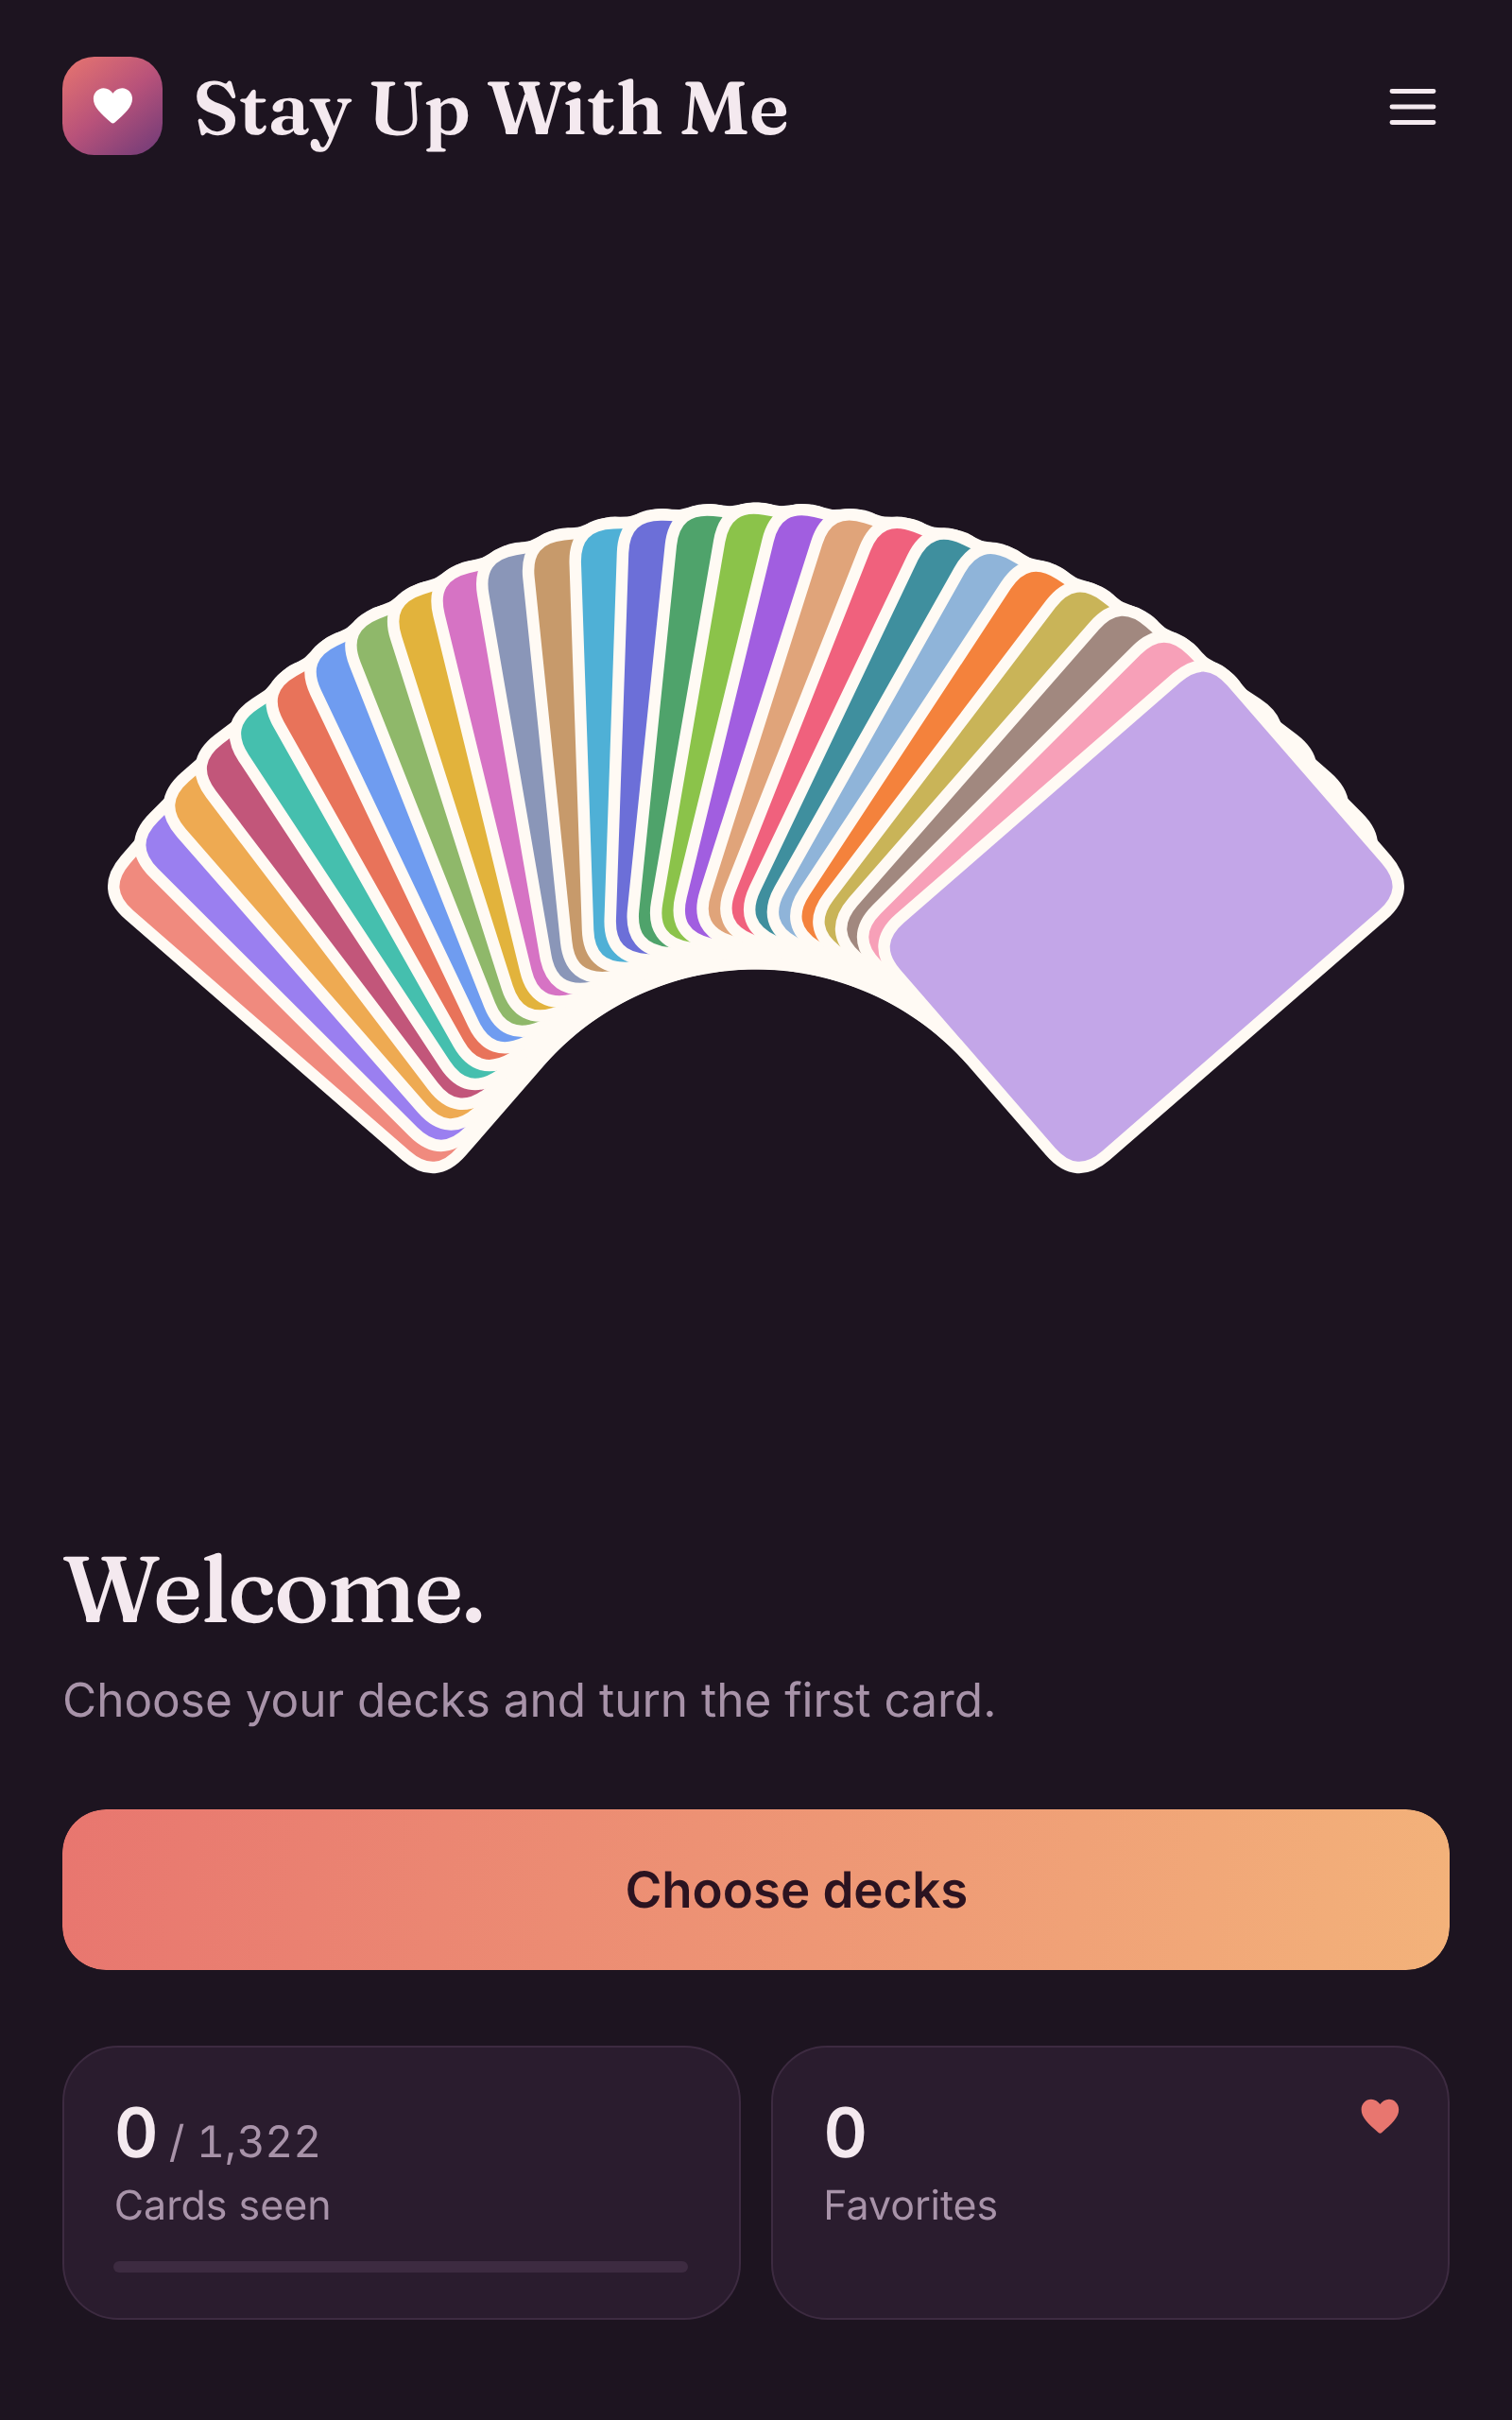 Stay Up With Me
Welcome.
Choose your decks and turn the first card.
Choose decks
0 / 1,322
Cards seen
0
Favorites